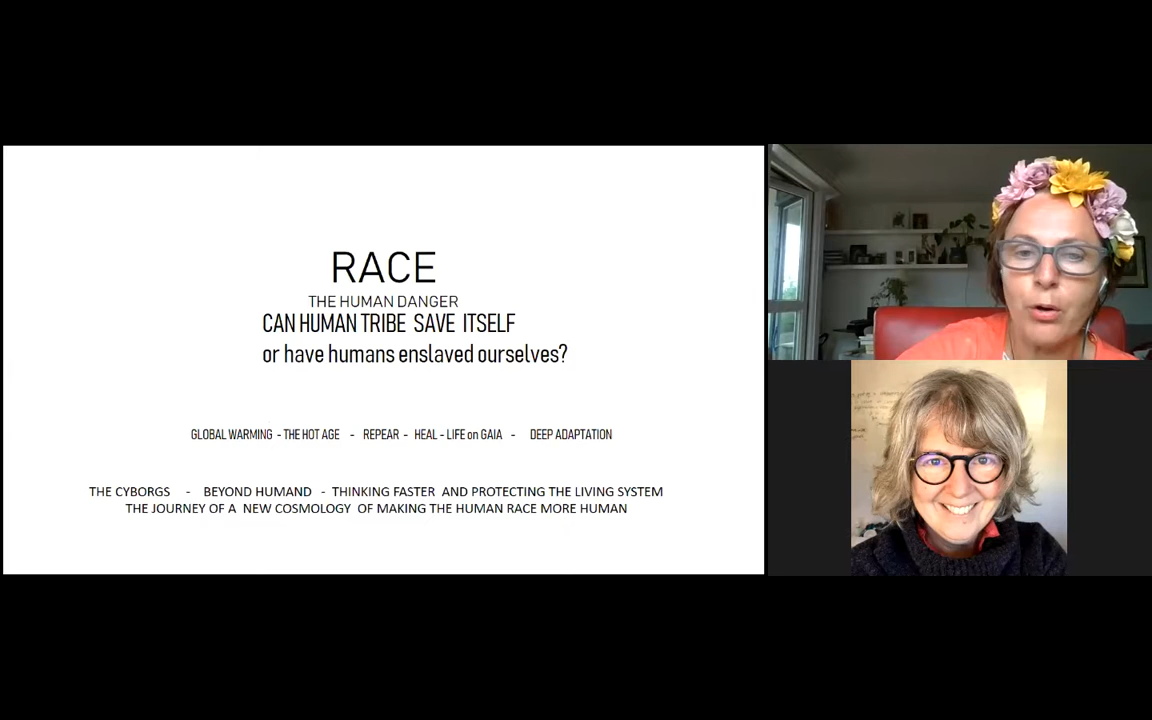 RACE
THE HUMAN DANGER
CAN HUMAN TRIBE SAVE ITSELF
or have humans enslaved ourselves?
GLOBAL WARMING - THE HOT AGE - REPEAR - HEAL - LIFE on GAIA - DEEP ADAPTATION
THE CYBORGS - BEYOND HUMAND - THINKING FASTER AND PROTECTING THE LIVING SYSTEM
THE JOURNEY OF A NEW COSMOLOGY OF MAKING THE HUMAN RACE MORE HUMAN